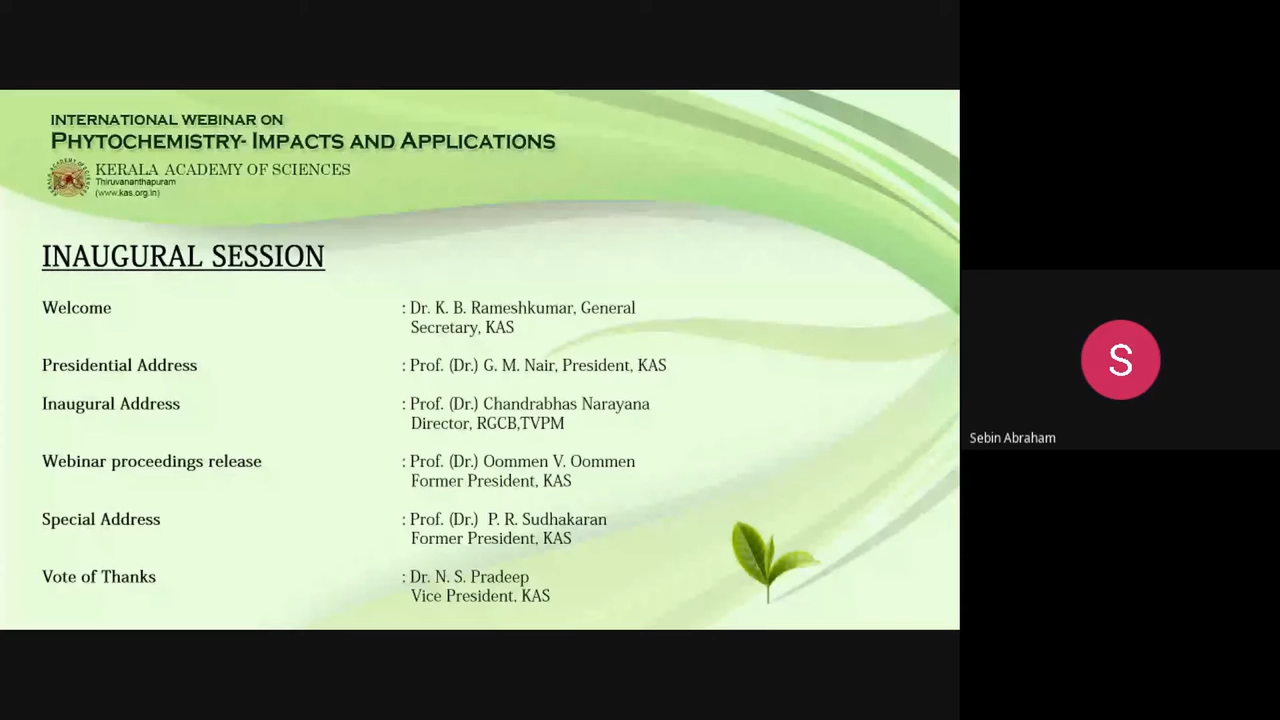 INTERNATIONAL WEBINAR ON
PHYTOCHEMISTRY- IMPACTS AND APPLICATIONS
KERALA ACADEMY OF SCIENCES
Thiruvananthapuram
(www.kas.org.in)
INAUGURAL SESSION
Welcome : Dr. K. B. Rameshkumar, General
Secretary, KAS
Presidential Address : Prof. (Dr.) G. M. Nair, President, KAS
Inaugural Address : Prof. (Dr.) Chandrabhas Narayana
Director, RGCB,TVPM
Webinar proceedings release : Prof. (Dr.) Oommen V. Oommen
Former President, KAS
Special Address : Prof. (Dr.) P. R. Sudhakaran
Former President, KAS
Vote of Thanks : Dr. N. S. Pradeep
Vice President, KAS
S
Sebin Abraham